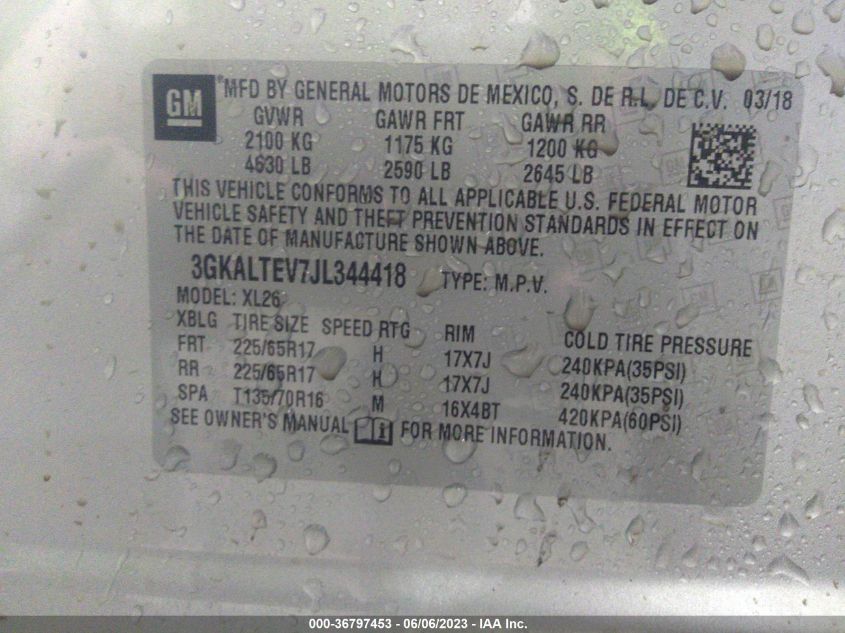 GM
MFD BY GENERAL MOTORS DE MEXICO, S. DE R.L. DE C.V. 03/18
GVWR GAWR FRT GAWR RR
2100 KG 1175 KG 1200 KG
4630 LB 2590 LB 2645 LB
THIS VEHICLE CONFORMS TO ALL APPLICABLE U.S. FEDERAL MOTOR
VEHICLE SAFETY AND THEFT PREVENTION STANDARDS IN EFFECT ON
THE DATE OF MANUFACTURE SHOWN ABOVE.
3GKALTEV7JL344418 TYPE: M.P.V.
MODEL: XL26
XBLG TIRE SIZE SPEED RTG RIM COLD TIRE PRESSURE
FRT 225/65R17 H 17X7J 240KPA(35PSI)
RR 225/65R17 H 17X7J 240KPA(35PSI)
SPA T135/70R16 M 16X4BT 420KPA(60PSI)
SEE OWNER'S MANUAL FOR MORE INFORMATION.
000-36797453 - 06/06/2023 - IAA Inc.